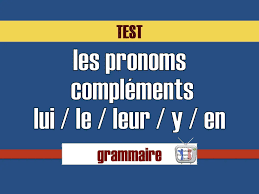 TEST
les pronoms
compléments
lui / le / leur / y / en
grammaire